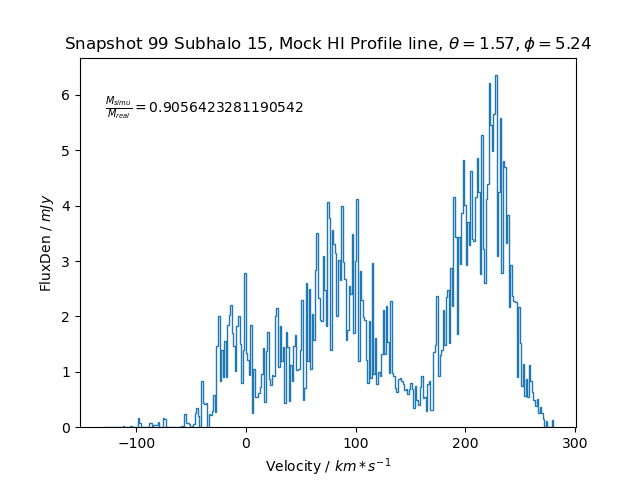 Snapshot 99 Subhalo 15, Mock HI Profile line, θ = 1.57, ϕ = 5.24
M_simu/M_real = 0.9056423281190542
FluxDen / mJy
6
5
4
3
2
1
0
−100 0 100 200 300
Velocity / km * s⁻¹